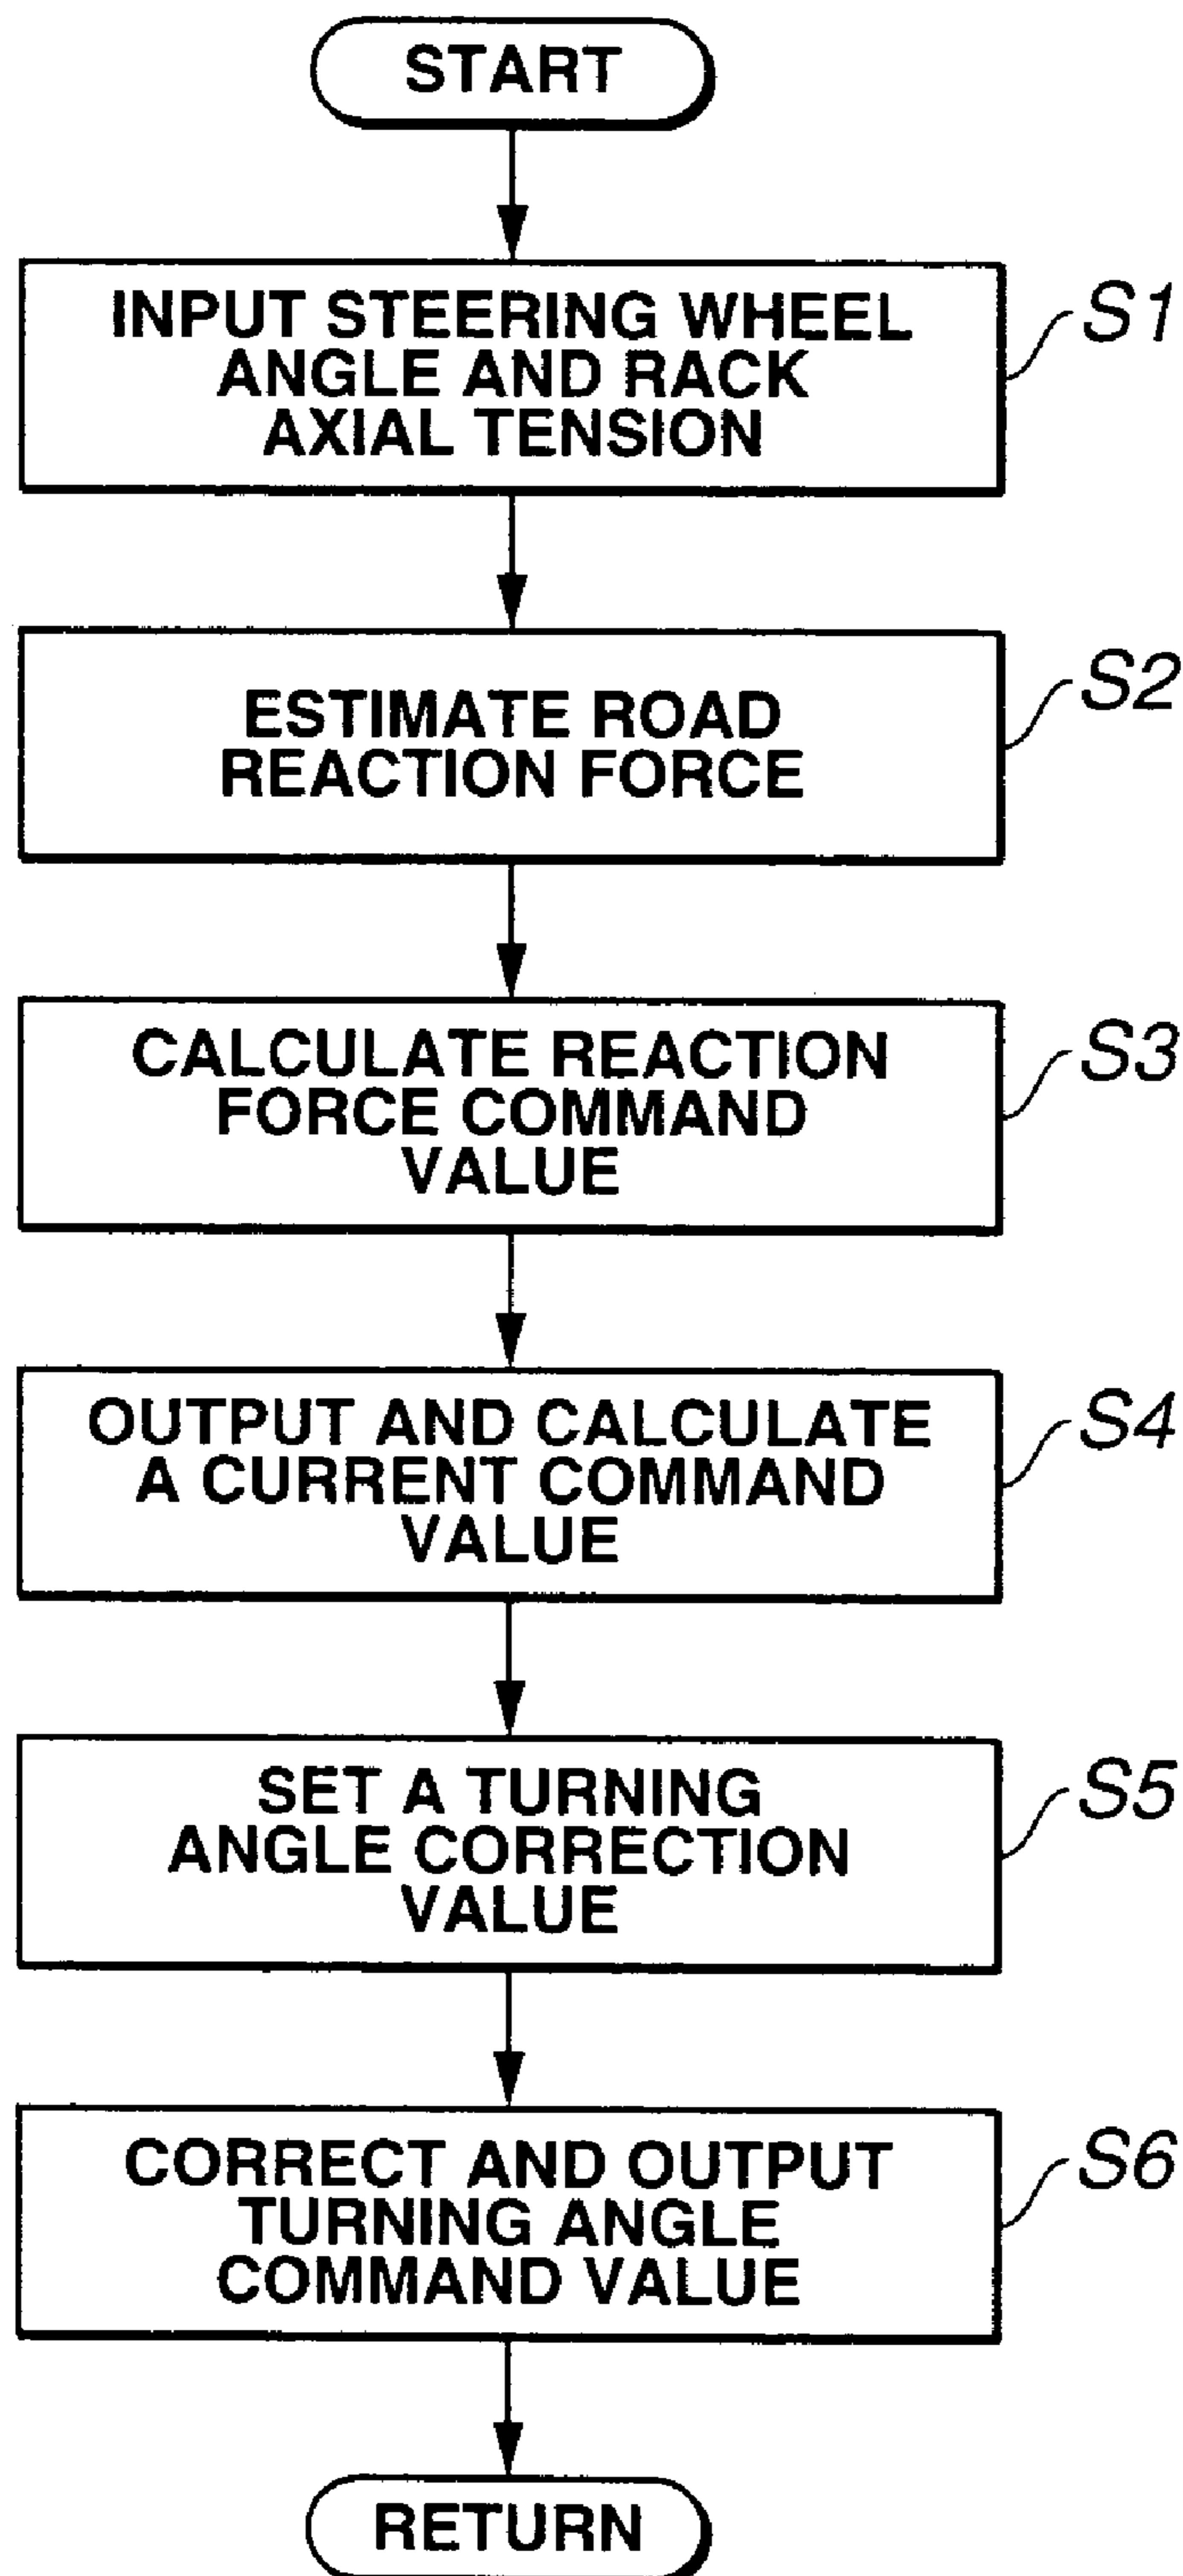 START
INPUT STEERING WHEEL
ANGLE AND RACK
AXIAL TENSION
S1
ESTIMATE ROAD
REACTION FORCE
S2
CALCULATE REACTION
FORCE COMMAND
VALUE
S3
OUTPUT AND CALCULATE
A CURRENT COMMAND
VALUE
S4
SET A TURNING
ANGLE CORRECTION
VALUE
S5
CORRECT AND OUTPUT
TURNING ANGLE
COMMAND VALUE
S6
RETURN